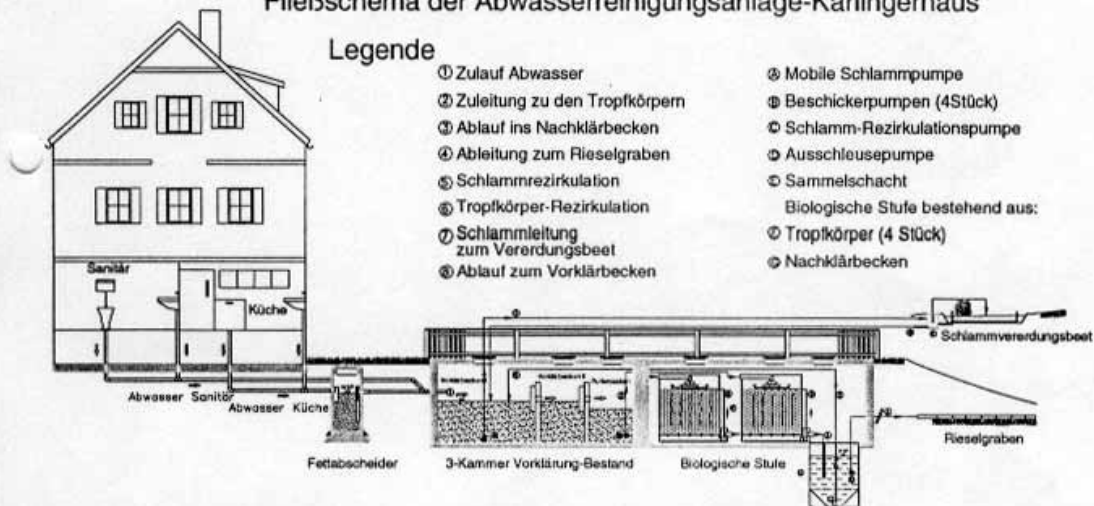 Fließschema der Abwasserreinigungsanlage-Kahlingerhaus
Legende
① Zulauf Abwasser
② Zuleitung zu den Tropfkörpern
③ Ablauf ins Nachklärbecken
④ Ableitung zum Rieselgraben
⑤ Schlammrezirkulation
⑥ Tropfkörper-Rezirkulation
⑦ Schlammleitung
zum Vererdungsbeet
⑧ Ablauf zum Vorklärbecken
Ⓐ Mobile Schlammpumpe
Ⓑ Beschickerpumpen (4Stück)
Ⓒ Schlamm-Rezirkulationspumpe
Ⓓ Ausschleusepumpe
Ⓔ Sammelschacht
Biologische Stufe bestehend aus:
Ⓕ Tropfkörper (4 Stück)
Ⓖ Nachklärbecken
Sanitär
Küche
Schlammvererdungsbeet
Abwasser Sanitär
Abwasser Küche
Rieselgraben
Fettabscheider
3-Kammer Vorklärung-Bestand
Biologische Stufe